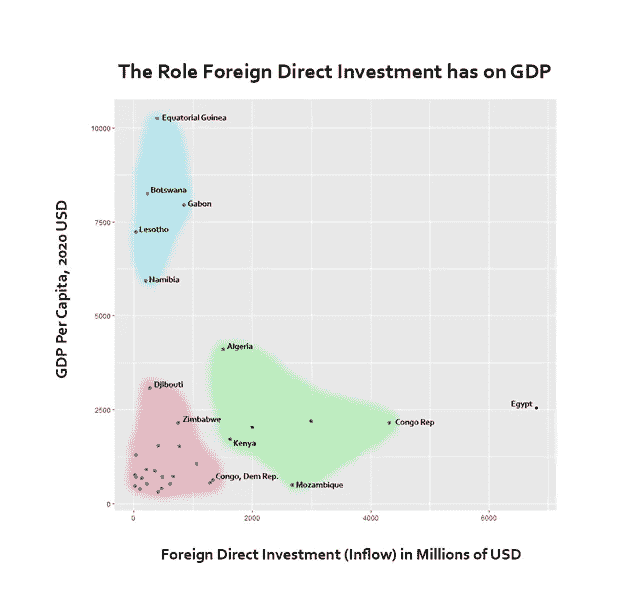 The Role Foreign Direct Investment has on GDP
10000
7500
5000
2500
0
GDP Per Capita, 2020 USD
Equatorial Guinea
Botswana
Gabon
Lesotho
Namibia
Algeria
Djibouti
Zimbabwe
Kenya
Congo Rep
Egypt
Congo, Dem Rep.
Mozambique
0
2000
4000
6000
Foreign Direct Investment (Inflow) in Millions of USD